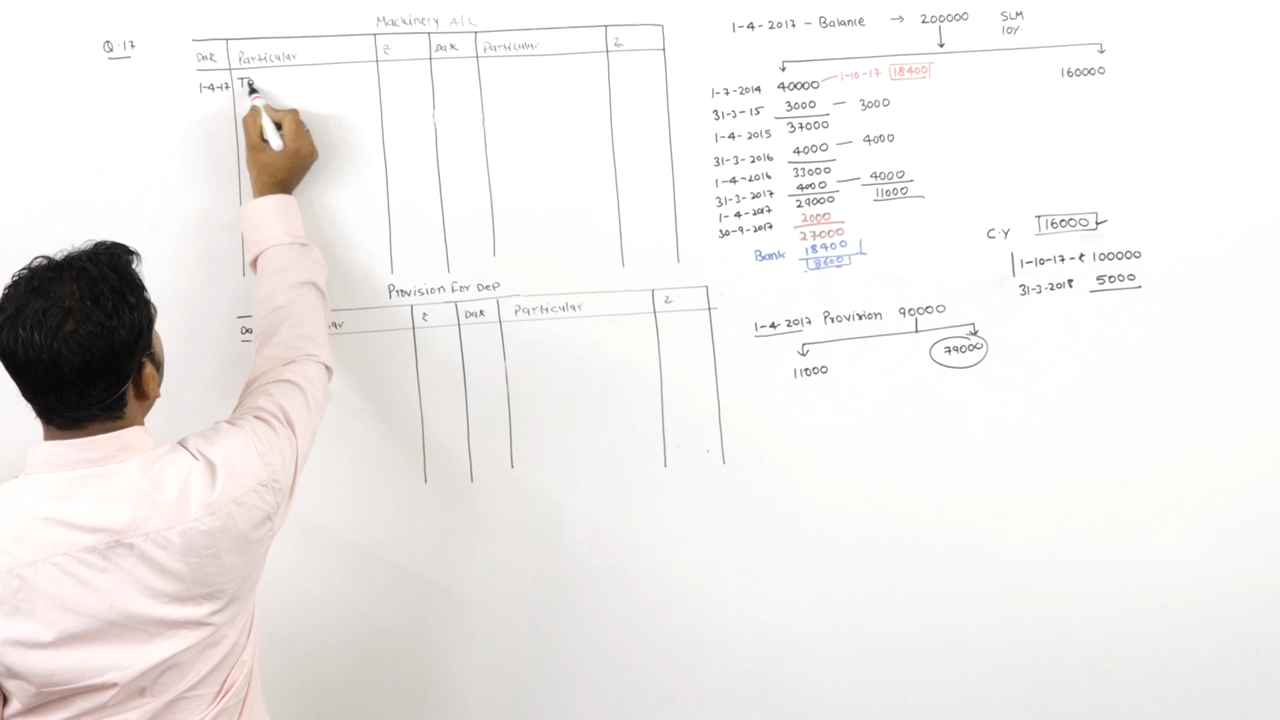 Q.17
Machinery A/C
Date Particular ₹ Date Particular ₹
1-4-17 To
Provision for Dep
Da lar ₹ Date Particular ₹
1-4-2017 - Balance → 200000 SLM
10%
1-7-2014 40000 - 1-10-17 18400 160000
31-3-15 3000 - 3000
1-4-2015 37000
31-3-2016 4000 - 4000
1-4-2016 33000
31-3-2017 4000 - 4000
1-4-2017 29000 11000
30-9-2017 2000
27000
Bank 18400
8600
C.Y 16000
1-10-17-₹ 100000
31-3-2018 5000
1-4-2017 Provision 90000
11000 79000